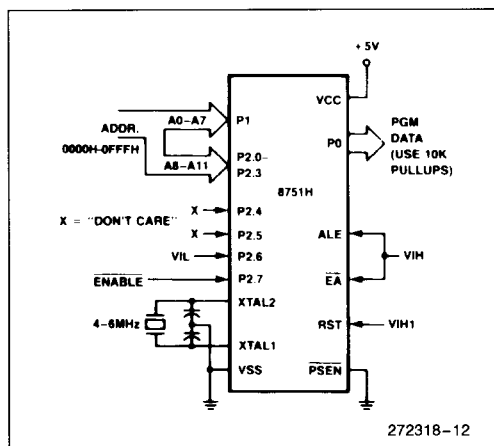 +5V
VCC
P1
A0-A7
ADDR.
0000H-0FFFH
A8-A11
P2.0-
P2.3
P0
PGM
DATA
(USE 10K
PULLUPS)
8751H
X = "DON'T CARE"
X
P2.4
X
P2.5
VIL
P2.6
ENABLE
P2.7
ALE
EA
VIH
XTAL2
4-6MHz
XTAL1
RST
VIH1
VSS
PSEN
272318-12